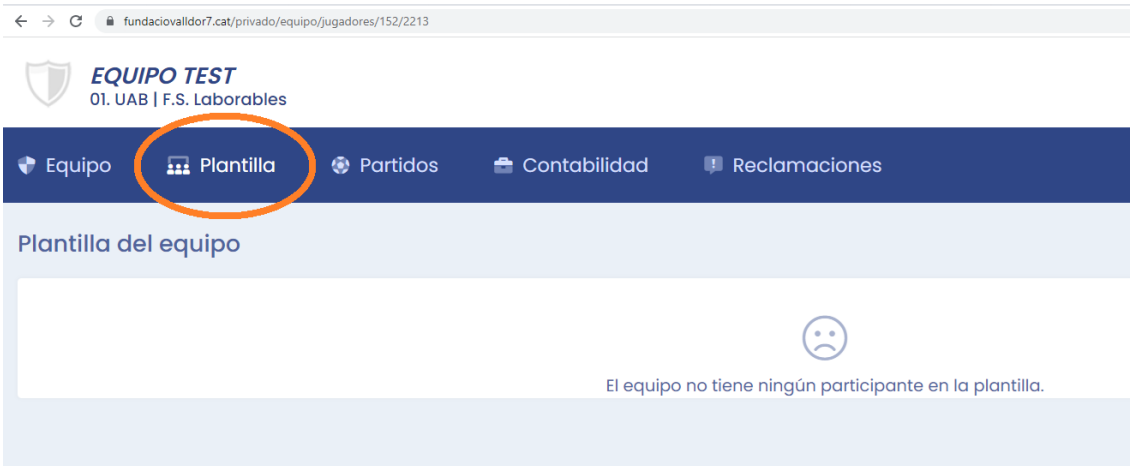 fundaciovalldor7.cat/privado/equipo/jugadores/152/2213
EQUIPO TEST
01. UAB | F.S. Laborables
Equipo Plantilla Partidos Contabilidad Reclamaciones
Plantilla del equipo
El equipo no tiene ningún participante en la plantilla.